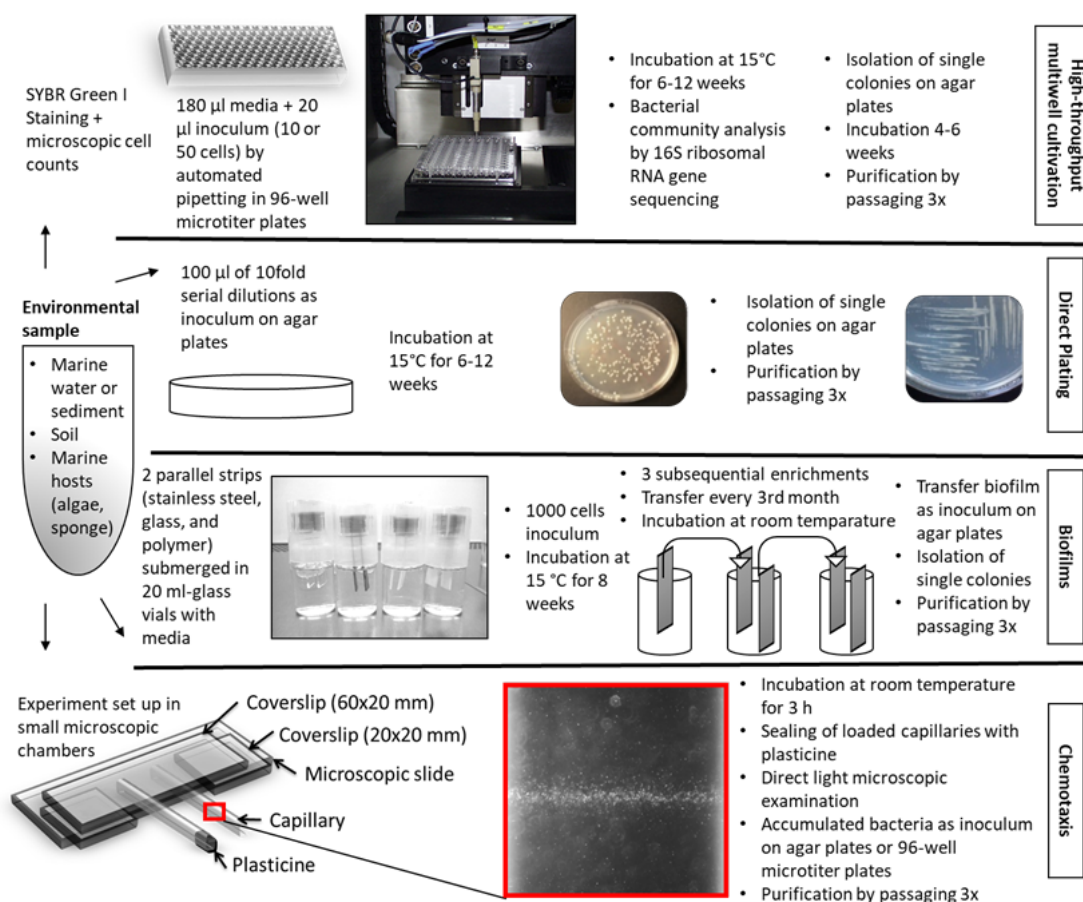 SYBR Green I
Staining +
microscopic cell
counts
180 µl media + 20
µl inoculum (10 or
50 cells) by
automated
pipetting in 96-well
microtiter plates
• Incubation at 15°C
for 6-12 weeks
• Bacterial
community analysis
by 16S ribosomal
RNA gene
sequencing
• Isolation of single
colonies on agar
plates
• Incubation 4-6
weeks
• Purification by
passaging 3x
High-throughput
multiwell cultivation
Environmental
sample
• Marine
water or
sediment
• Soil
• Marine
hosts
(algae,
sponge)
100 µl of 10fold
serial dilutions as
inoculum on agar
plates
Incubation at
15°C for 6-12
weeks
• Isolation of single
colonies on agar
plates
• Purification by
passaging 3x
Direct Plating
2 parallel strips
(stainless steel,
glass, and
polymer)
submerged in
20 ml-glass
vials with
media
• 1000 cells
inoculum
• Incubation at
15 °C for 8
weeks
• 3 subsequential enrichments
• Transfer every 3rd month
• Incubation at room temparature
• Transfer biofilm
as inoculum on
agar plates
• Isolation of
single colonies
• Purification by
passaging 3x
Biofilms
Experiment set up in
small microscopic
chambers
Coverslip (60x20 mm)
Coverslip (20x20 mm)
Microscopic slide
Capillary
Plasticine
• Incubation at room temperature
for 3 h
• Sealing of loaded capillaries with
plasticine
• Direct light microscopic
examination
• Accumulated bacteria as inoculum
on agar plates or 96-well
microtiter plates
• Purification by passaging 3x
Chemotaxis